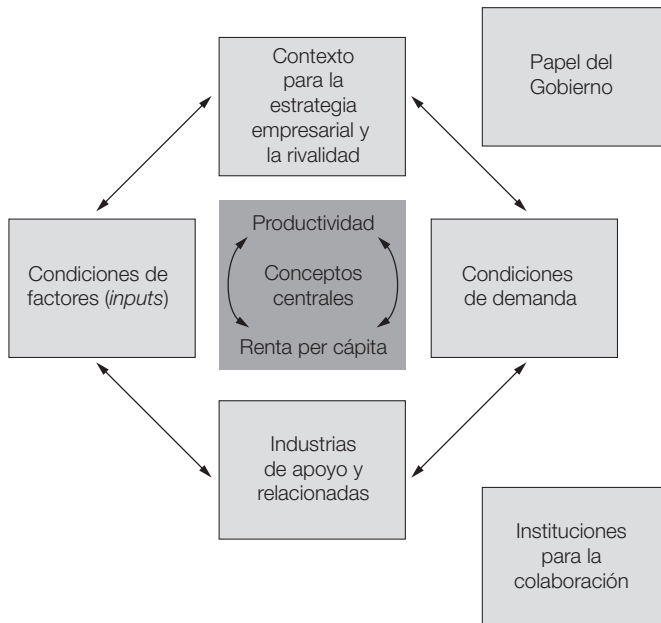 Contexto
para la
estrategia
empresarial y
la rivalidad
Papel del
Gobierno
Condiciones de
factores (inputs)
Productividad
Conceptos
centrales
Renta per cápita
Condiciones
de demanda
Industrias
de apoyo y
relacionadas
Instituciones
para la
colaboración